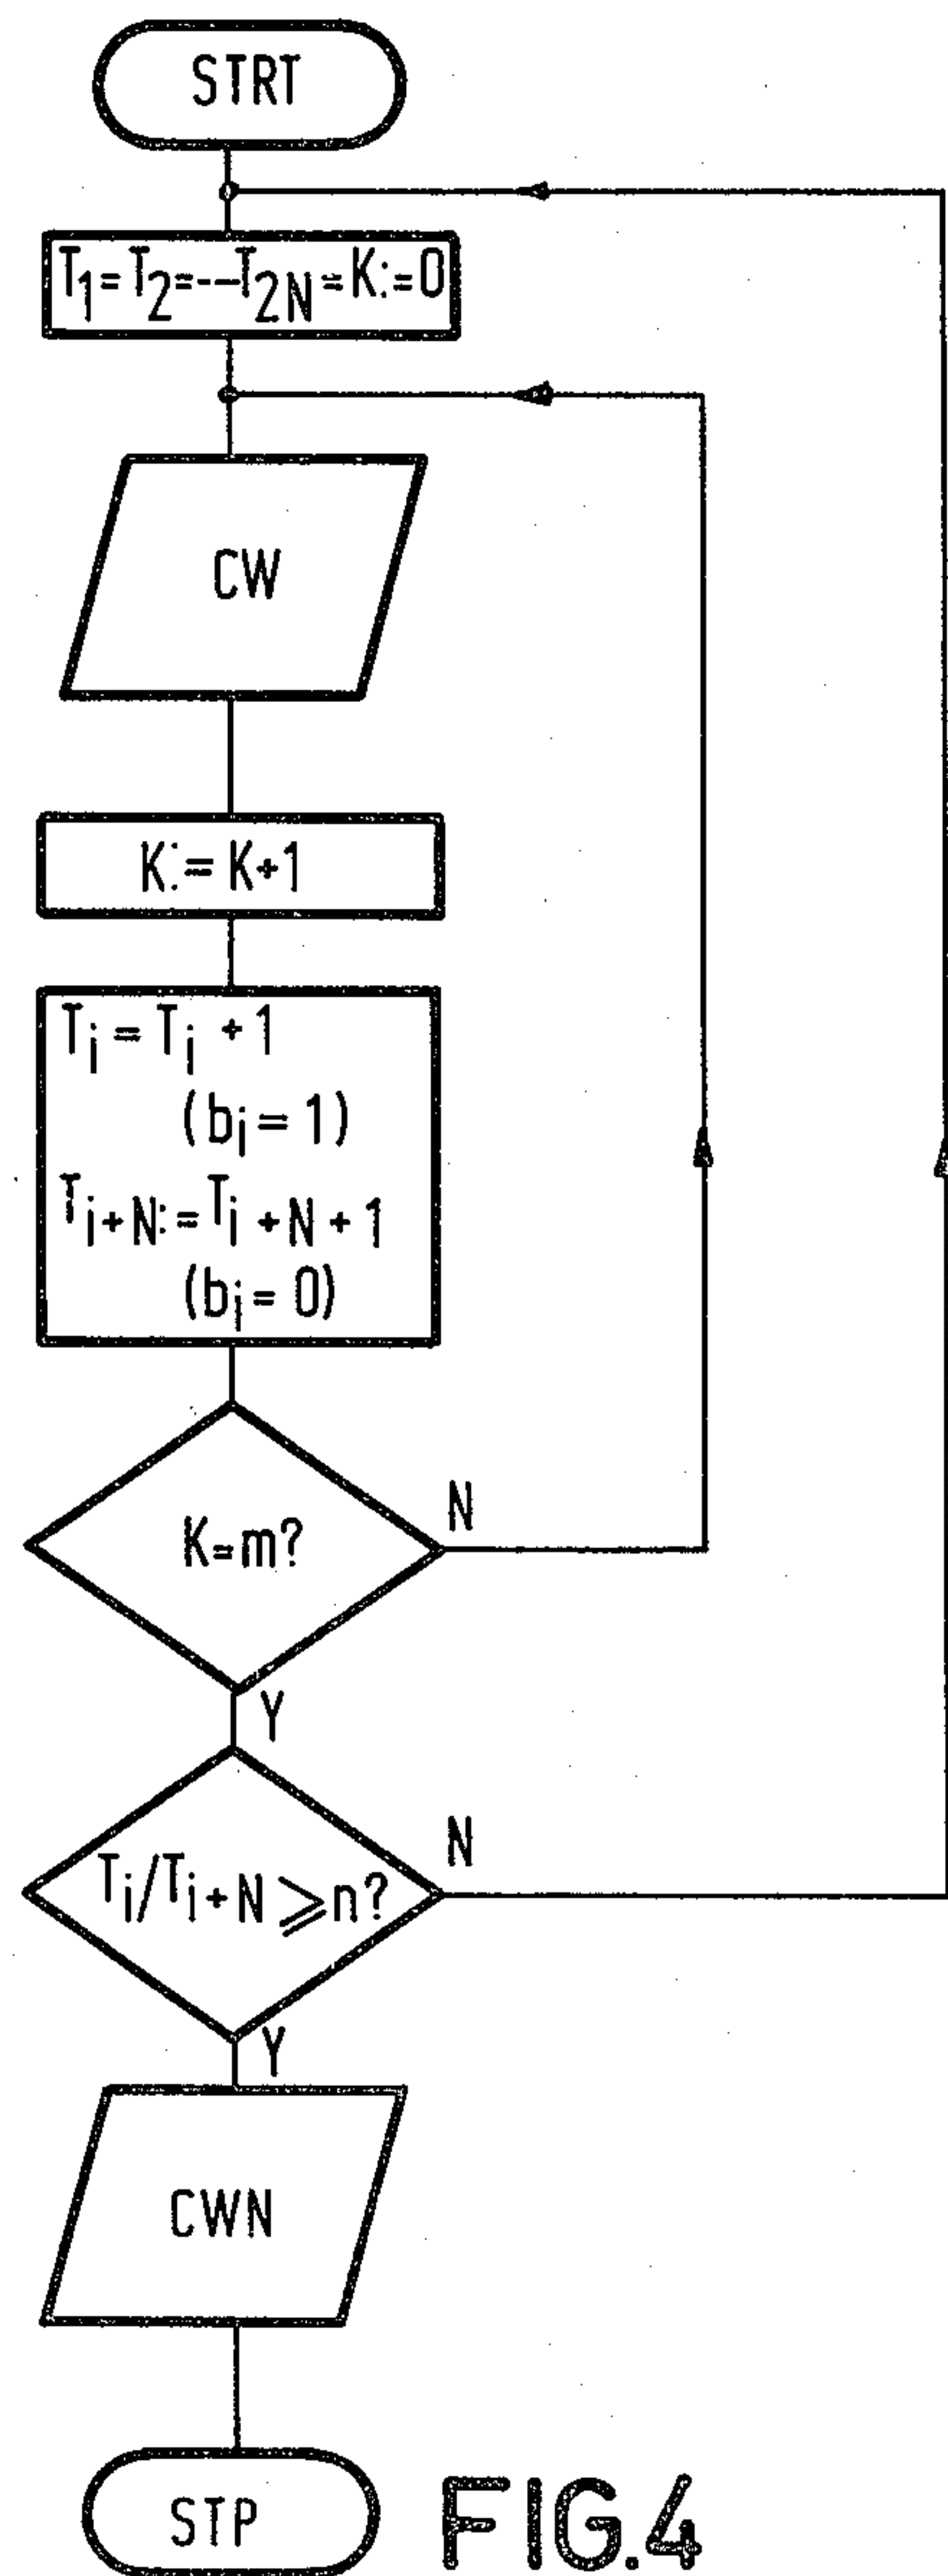 STRT
T₁=T₂=---T₂N=K:=0
CW
K:=K+1
Tᵢ=Tᵢ+1
(bᵢ=1)
Tᵢ+N:=Tᵢ+N+1
(bᵢ=0)
K=m?
N
Y
Tᵢ/Tᵢ+N⩾n?
N
Y
CWN
STP
FIG.4